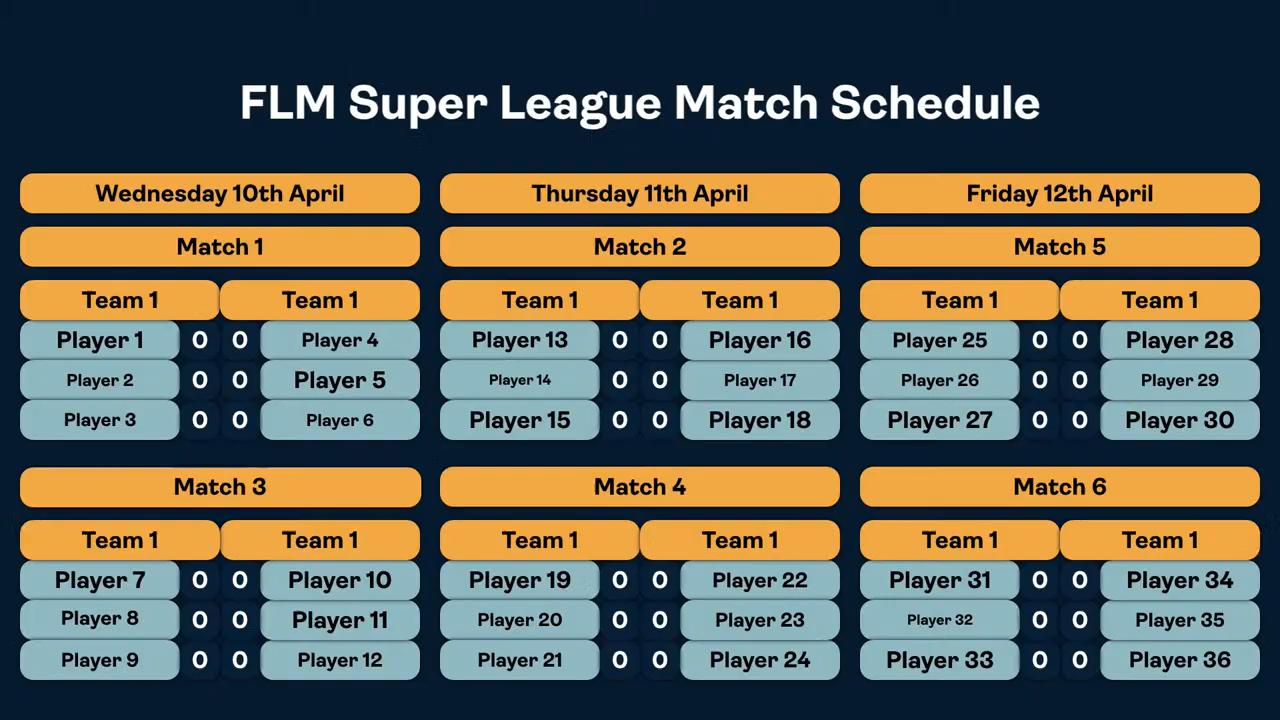 FLM Super League Match Schedule
Wednesday 10th April
Match 1
Team 1 Team 1
Player 1 0 0 Player 4
Player 2 0 0 Player 5
Player 3 0 0 Player 6
Match 3
Team 1 Team 1
Player 7 0 0 Player 10
Player 8 0 0 Player 11
Player 9 0 0 Player 12
Thursday 11th April
Match 2
Team 1 Team 1
Player 13 0 0 Player 16
Player 14 0 0 Player 17
Player 15 0 0 Player 18
Match 4
Team 1 Team 1
Player 19 0 0 Player 22
Player 20 0 0 Player 23
Player 21 0 0 Player 24
Friday 12th April
Match 5
Team 1 Team 1
Player 25 0 0 Player 28
Player 26 0 0 Player 29
Player 27 0 0 Player 30
Match 6
Team 1 Team 1
Player 31 0 0 Player 34
Player 32 0 0 Player 35
Player 33 0 0 Player 36